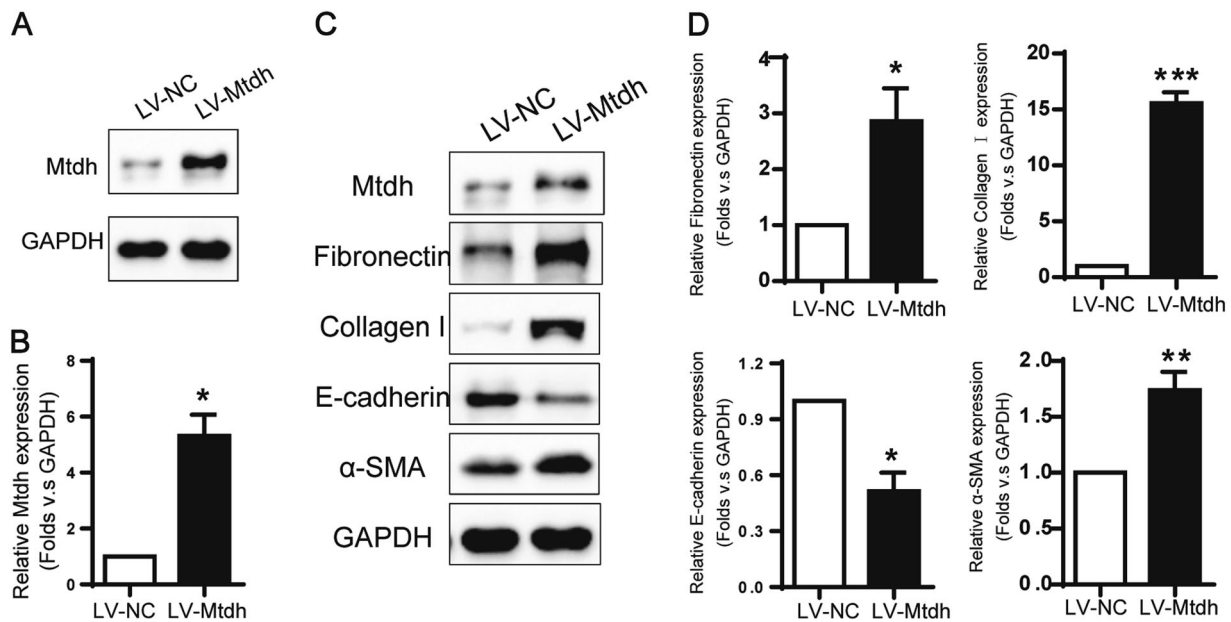 A
LV-NC
LV-Mtdh
Mtdh
GAPDH
B
Relative Mtdh expression
(Folds v.s GAPDH)
8
6
4
2
0
*
LV-NC
LV-Mtdh
C
LV-NC
LV-Mtdh
Mtdh
Fibronectin
Collagen I
E-cadherin
α-SMA
GAPDH
D
Relative Fibronectin expression
(Folds v.s GAPDH)
4
3
2
1
0
*
LV-NC
LV-Mtdh
Relative Collagen I expression
(Folds v.s GAPDH)
20
15
10
5
0
***
LV-NC
LV-Mtdh
Relative E-cadherin expression
(Folds v.s GAPDH)
1.2
0.9
0.6
0.3
0.0
*
LV-NC
LV-Mtdh
Relative α-SMA expression
(Folds v.s GAPDH)
2.0
1.5
1.0
1.5
0.0
**
LV-NC
LV-Mtdh